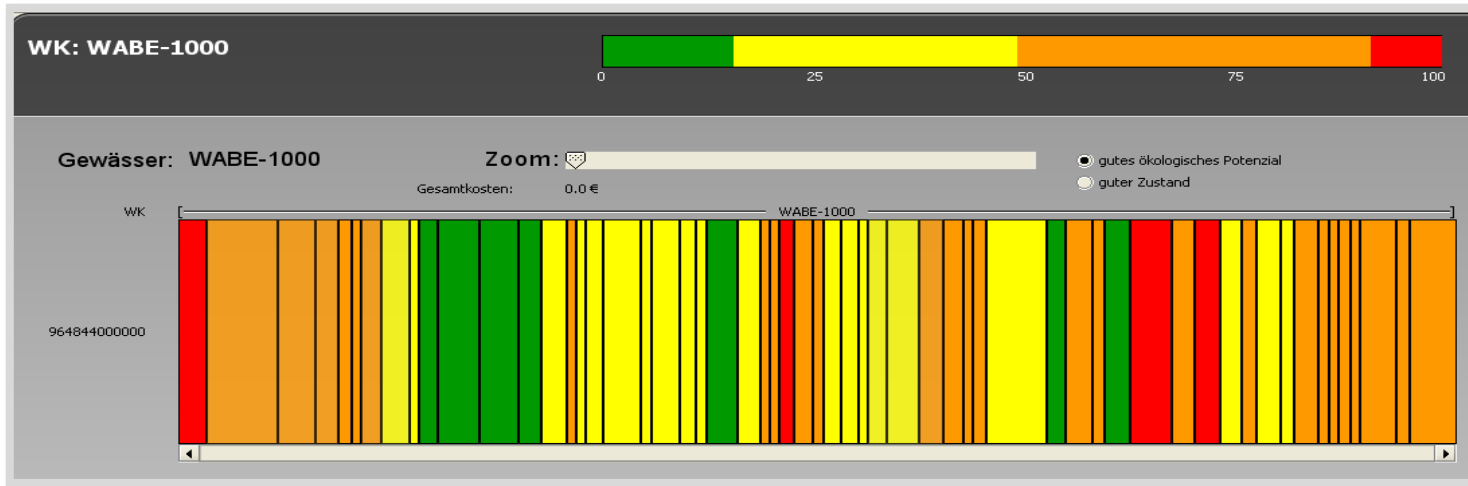 WK: WABE-1000
0 25 50 75 100
Gewässer: WABE-1000 Zoom: gutes ökologisches Potenzial
Gesamtkosten: 0.0 € guter Zustand
WK [ WABE-1000 ]
964844000000